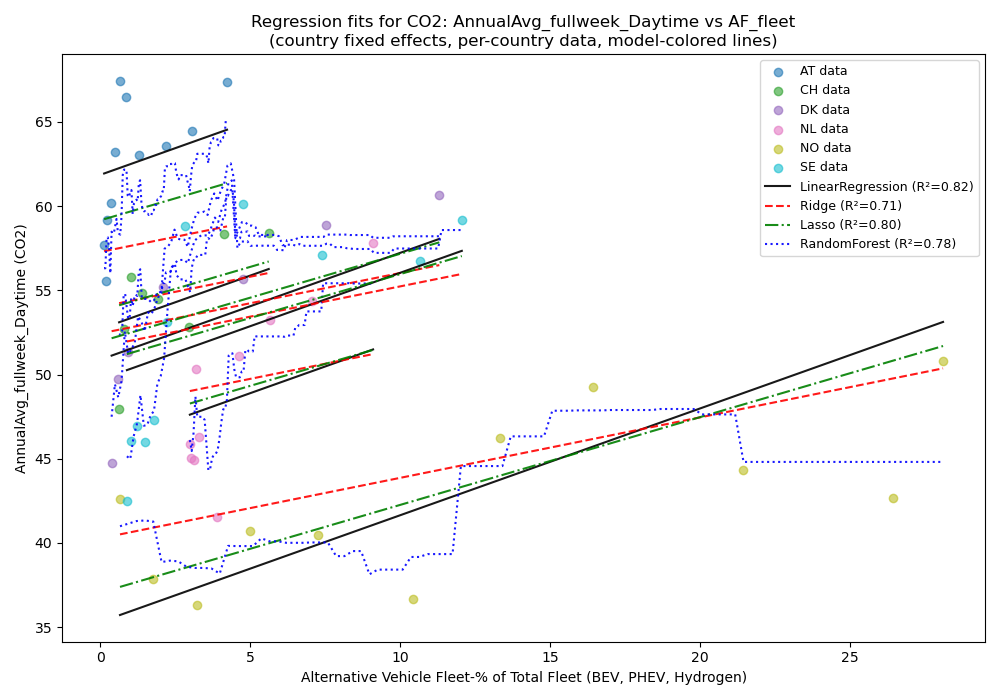 Regression fits for CO2: AnnualAvg_fullweek_Daytime vs AF_fleet
(country fixed effects, per-country data, model-colored lines)
AT data
CH data
DK data
NL data
NO data
SE data
LinearRegression (R²=0.82)
Ridge (R²=0.71)
Lasso (R²=0.80)
RandomForest (R²=0.78)
AnnualAvg_fullweek_Daytime (CO2)
65
60
55
50
45
40
35
0
5
10
15
20
25
Alternative Vehicle Fleet-% of Total Fleet (BEV, PHEV, Hydrogen)